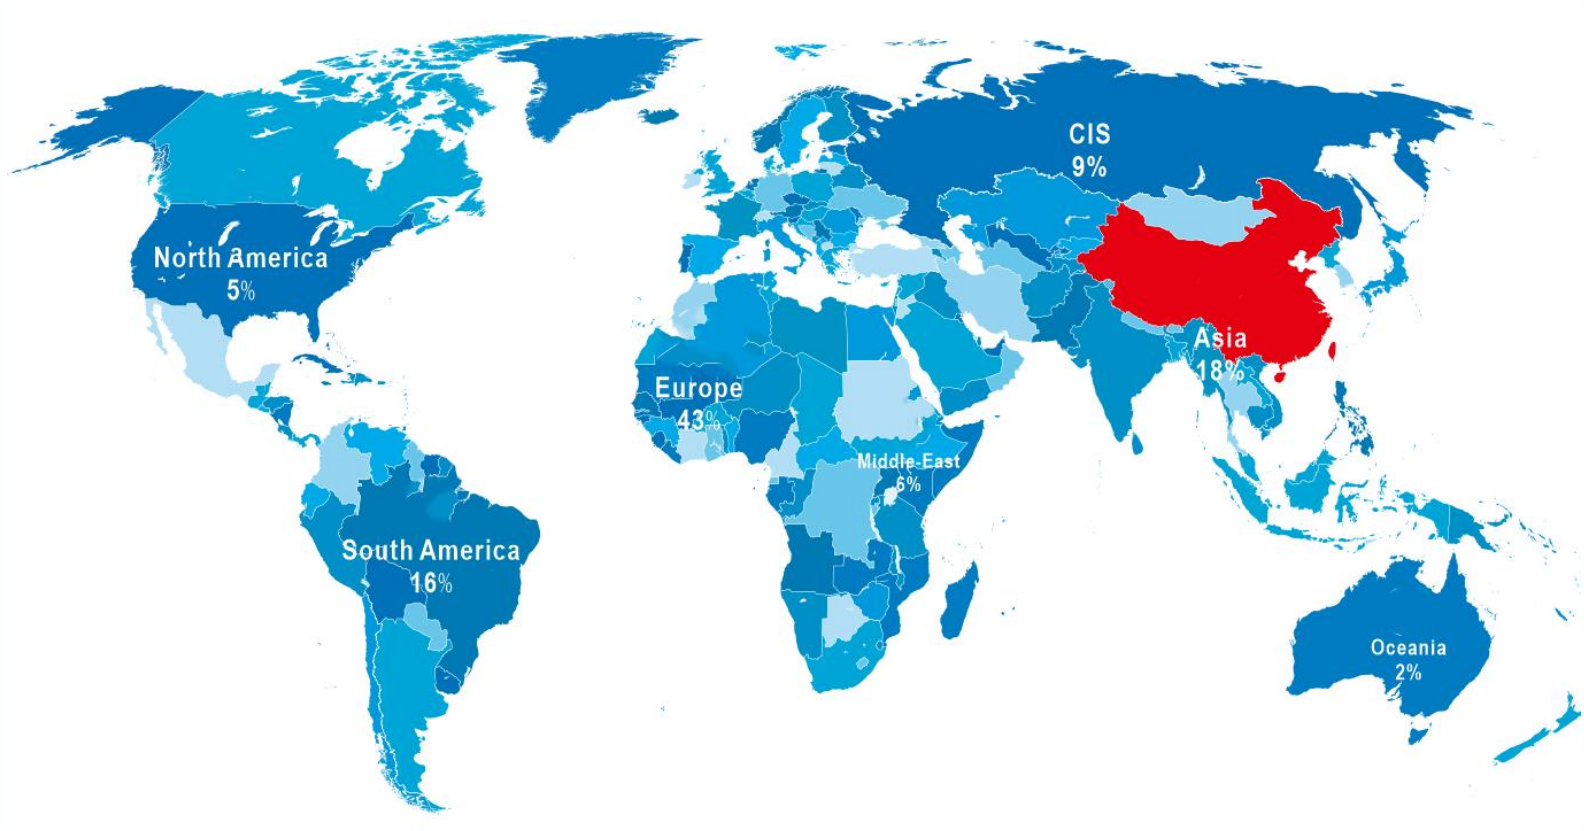 CIS
9%
North America
5%
Asia
18%
Europe
43%
Middle-East
6%
South America
16%
Oceania
2%